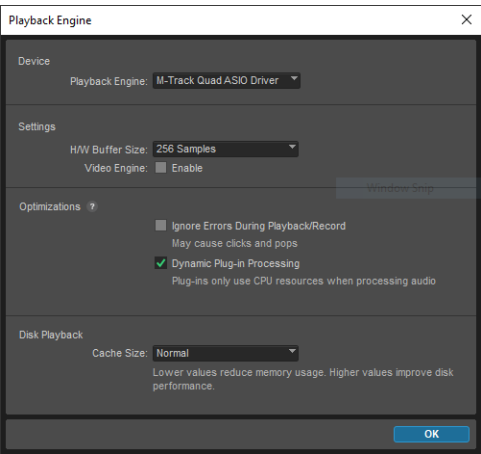 Playback Engine
Device
Playback Engine: M-Track Quad ASIO Driver
Settings
H/W Buffer Size: 256 Samples
Video Engine: Enable
Window Snip
Optimizations ?
Ignore Errors During Playback/Record
May cause clicks and pops
Dynamic Plug-in Processing
Plug-ins only use CPU resources when processing audio
Disk Playback
Cache Size: Normal
Lower values reduce memory usage. Higher values improve disk
performance.
OK